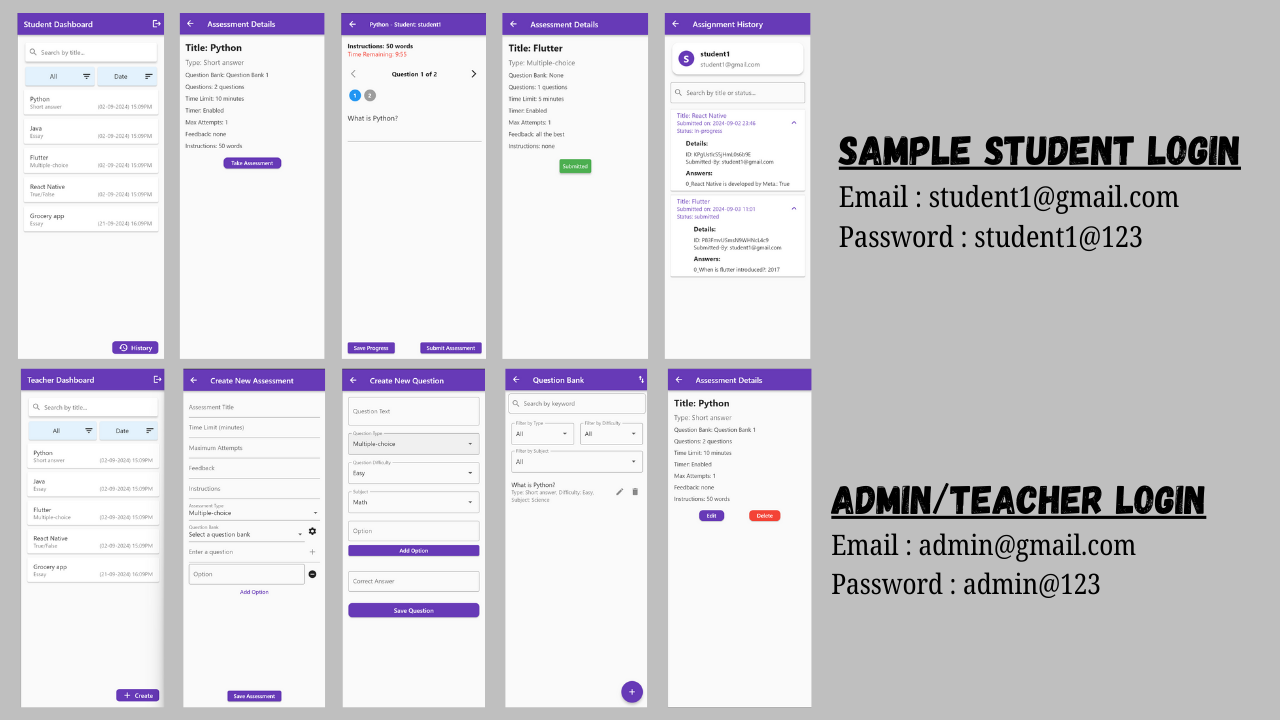 Student Dashboard
Search by title...
All
Date
Python
Short answer
(02-09-2024) 15:09PM
Java
Essay
(02-09-2024) 15:09PM
Flutter
Multiple-choice
(02-09-2024) 15:09PM
React Native
True/False
(02-09-2024) 15:09PM
Grocery app
Essay
(21-09-2024) 16:09PM
History
Assessment Details
Title: Python
Type: Short answer
Question Bank: Question Bank 1
Questions: 2 questions
Time Limit: 10 minutes
Timer: Enabled
Max Attempts: 1
Feedback: none
Instructions: 50 words
Take Assessment
Python - Student: student1
Instructions: 50 words
Time Remaining: 9:55
Question 1 of 2
1
2
What is Python?
Save Progress
Submit Assessment
Assessment Details
Title: Flutter
Type: Multiple-choice
Question Bank: None
Questions: 1 questions
Time Limit: 5 minutes
Timer: Enabled
Max Attempts: 1
Feedback: all the best
Instructions: none
Submitted
Assignment History
S
student1
student1@gmail.com
Search by title or status...
Title: React Native
Submitted on: 2024-09-02 23:46
Status: in-progress
Details:
Submitted By: student1@gmail.com
Answers:
0_React Native is developed by Meta.: True
Title: Flutter
Submitted on: 2024-09-03 11:01
Status: submitted
Details:
Submitted By: student1@gmail.com
Answers:
0_When is flutter introduced?: 2017
SAMPLE STUDENT LOGIN
Email : student1@gmail.com
Password : student1@123
Teacher Dashboard
Search by title...
All
Date
Python
Short answer
(02-09-2024) 15:09PM
Java
Essay
(02-09-2024) 15:09PM
Flutter
Multiple-choice
(02-09-2024) 15:09PM
React Native
True/False
(02-09-2024) 15:09PM
Grocery app
Essay
(21-09-2024) 16:09PM
+ Create
Create New Assessment
Assessment Title
Time Limit (minutes)
Maximum Attempts
Feedback
Instructions
Assessment Type
Multiple-choice
Question Bank
Select a question bank
Enter a question
Option
Add Option
Save Assessment
Create New Question
Question Text
Question Type
Multiple-choice
Question Difficulty
Easy
Subject
Math
Option
Add Option
Correct Answer
Save Question
Question Bank
Search by keyword
Filter by Type
All
Filter by Difficulty
All
Filter by Subject
All
What is Python?
Type: Short answer, Difficulty: Easy,
Subject: Science
+
Assessment Details
Title: Python
Type: Short answer
Question Bank: Question Bank 1
Questions: 2 questions
Time Limit: 10 minutes
Timer: Enabled
Max Attempts: 1
Feedback: none
Instructions: 50 words
Edit
Delete
ADMIN/TEACHER LOGIN
Email : admin@gmail.com
Password : admin@123